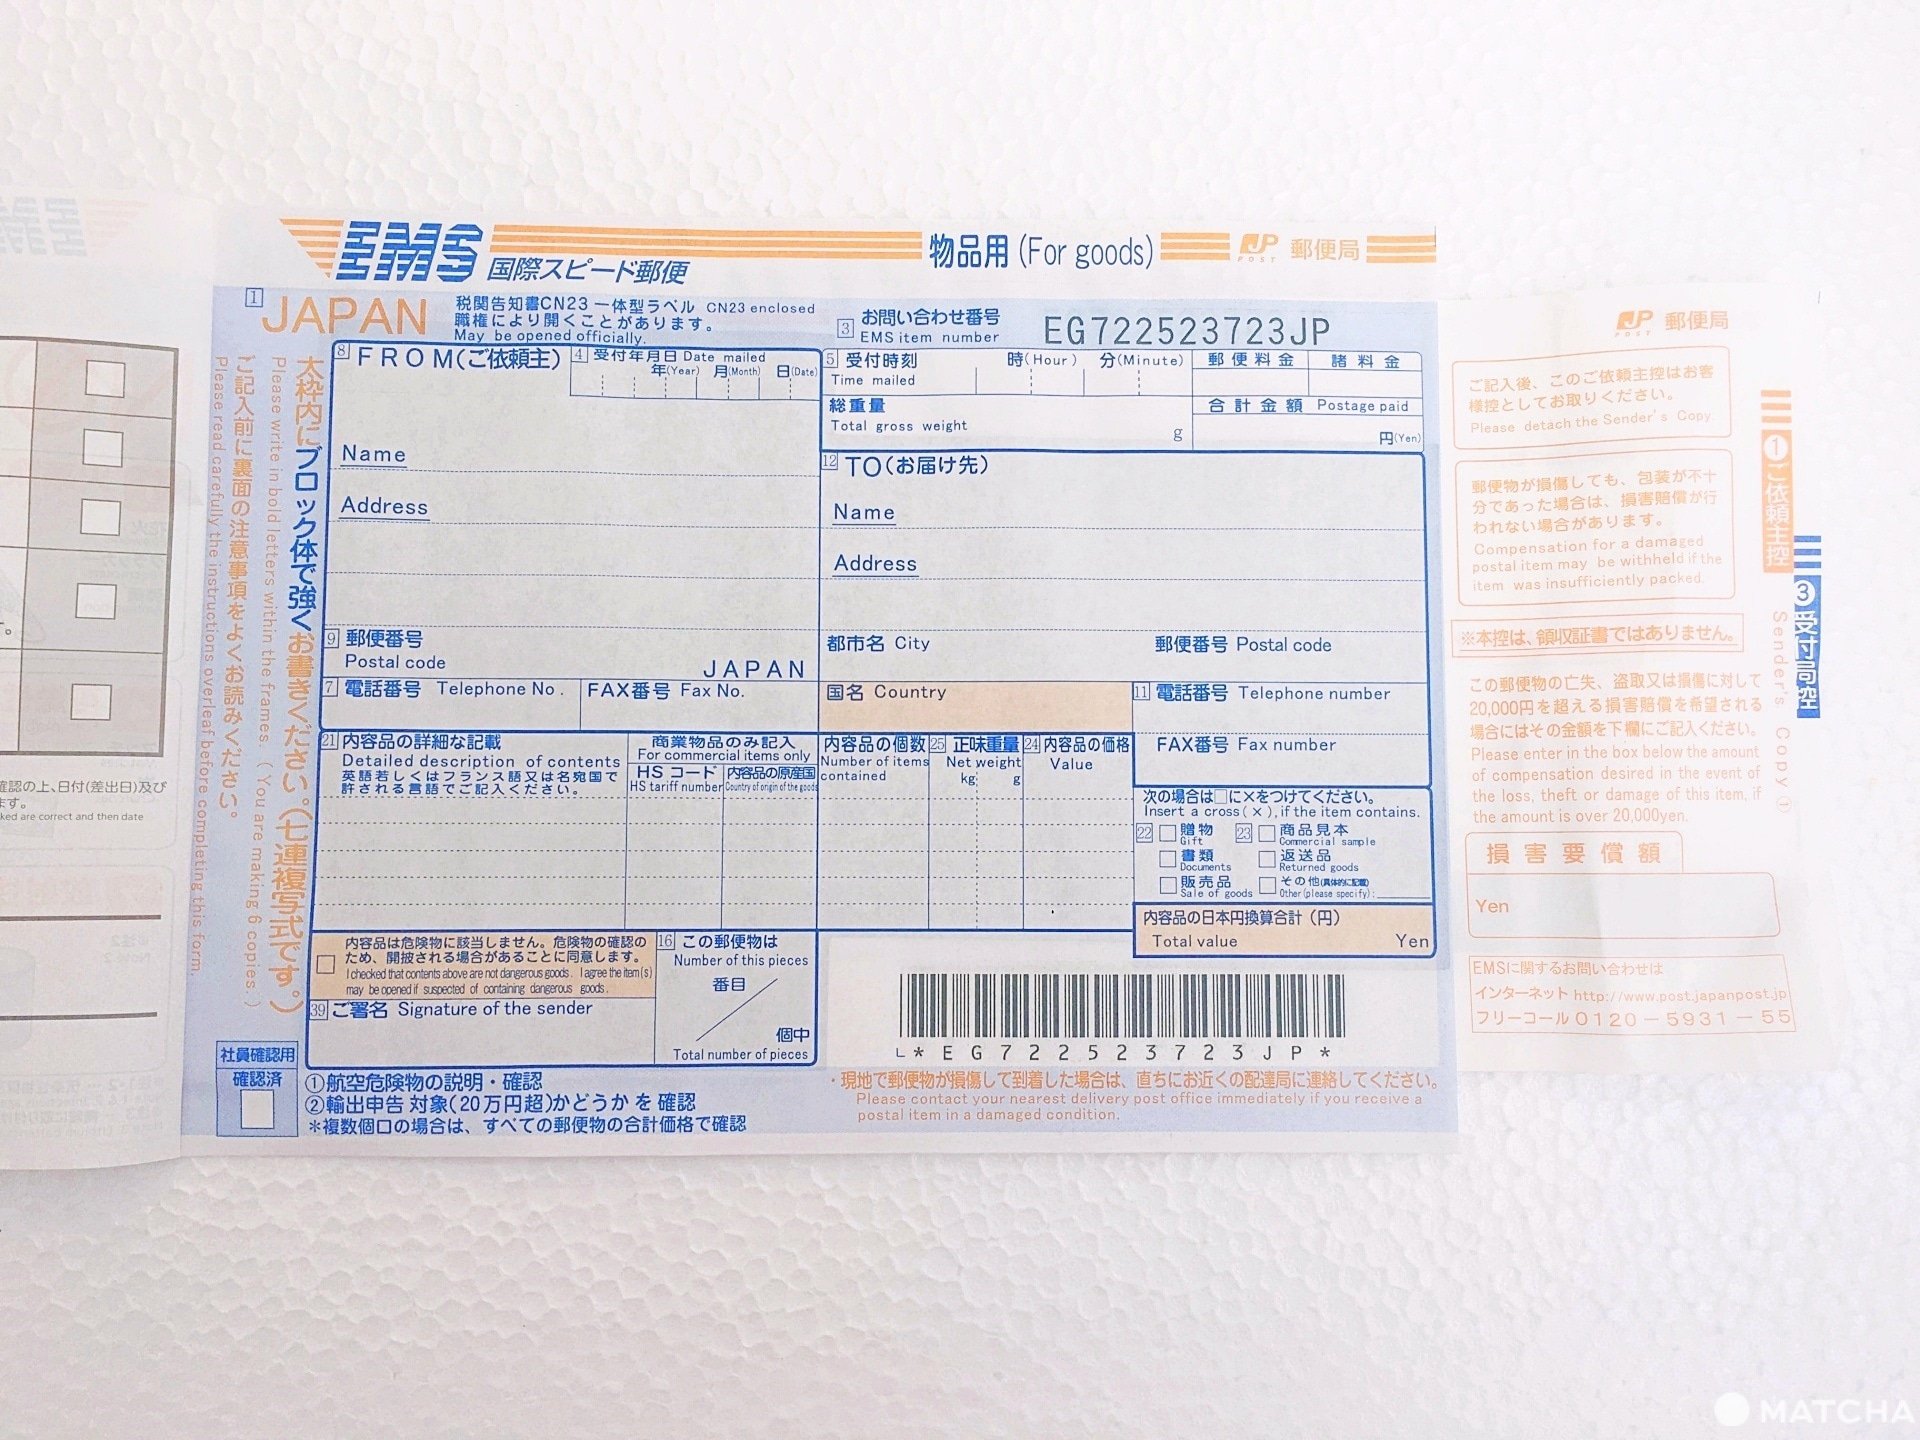 EMS 国際スピード郵便
物品用 (For goods)
JP POST 郵便局
1 JAPAN
税関告知書CN23 一体型ラベル CN23 enclosed
職権により開くことがあります。
May be opened officially.
3 お問い合わせ番号
EMS item number
EG722523723JP
大枠内にブロック体で強くお書きください。(七連複写式です。)
Please write in bold letters within the frames. (You are making 6 copies.)
ご記入前に裏面の注意事項をよくお読みください。
Please read carefully the instructions overleaf before completing this form.
8 FROM(ご依頼主)
4 受付年月日 Date mailed
年(Year) 月(Month) 日(Date)
Name
Address
9 郵便番号
Postal code
JAPAN
7 電話番号 Telephone No.
FAX番号 Fax No.
5 受付時刻 時(Hour) 分(Minute)
Time mailed
郵便料金 諸料金
総重量
Total gross weight
g
合計金額 Postage paid
円(Yen)
12 TO(お届け先)
Name
Address
都市名 City
郵便番号 Postal code
国名 Country
11 電話番号 Telephone number
FAX番号 Fax number
21 内容品の詳細な記載
Detailed description of contents
英語若しくはフランス語又は名宛国で
許される言語でご記入ください。
商業物品のみ記入
For commercial items only
HS コード
HS tariff number
内容品の原産国
Country of origin of the goods
内容品の個数
Number of items
contained
25 正味重量
Net weight
kg g
24 内容品の価格
Value
次の場合は□に×をつけてください。
Insert a cross(×),if the item contains.
22 贈物
Gift
書類
Documents
販売品
Sale of goods
23 商品見本
Commercial sample
返送品
Returned goods
その他(具体的に記載)
Other(please specify):
内容品の日本円換算合計 (円)
Total value Yen
内容品は危険物に該当しません。危険物の確認の
ため、開披される場合があることに同意します。
I checked that contents above are not dangerous goods. I agree the item(s)
may be opened if suspected of containing dangerous goods.
39 ご署名 Signature of the sender
16 この郵便物は
Number of this pieces
番目
個中
Total number of pieces
*EG722523723JP*
社員確認用
確認済
①航空危険物の説明・確認
②輸出申告 対象(20万円超)かどうか を 確認
＊複数個口の場合は、すべての郵便物の合計価格で確認
・現地で郵便物が損傷して到着した場合は、直ちにお近くの配達局に連絡してください。
Please contact your nearest delivery post office immediately if you receive a
postal item in a damaged condition.
JP POST 郵便局
ご記入後、このご依頼主控はお客
様控としてお取りください。
Please detach the Sender's Copy.
郵便物が損傷しても、包装が不十
分であった場合は、損害賠償が行
われない場合があります。
Compensation for a damaged
postal item may be withheld if the
item was insufficiently packed.
※本控は、領収証書ではありません。
この郵便物の亡失、盗取又は損傷に対して
20,000円を超える損害賠償を希望される
場合にはその金額を下欄にご記入ください。
Please enter in the box below the amount
of compensation desired in the event of
the loss, theft or damage of this item, if
the amount is over 20,000yen.
損害要償額
Yen
EMSに関するお問い合わせは
インターネット http://www.post.japanpost.jp
フリーコール 0120-5931-55
①ご依頼主控
Sender's Copy ①
③受付局控
確認の上、日付(差出日)及び
ます。
ked are correct and then date
MATCHA